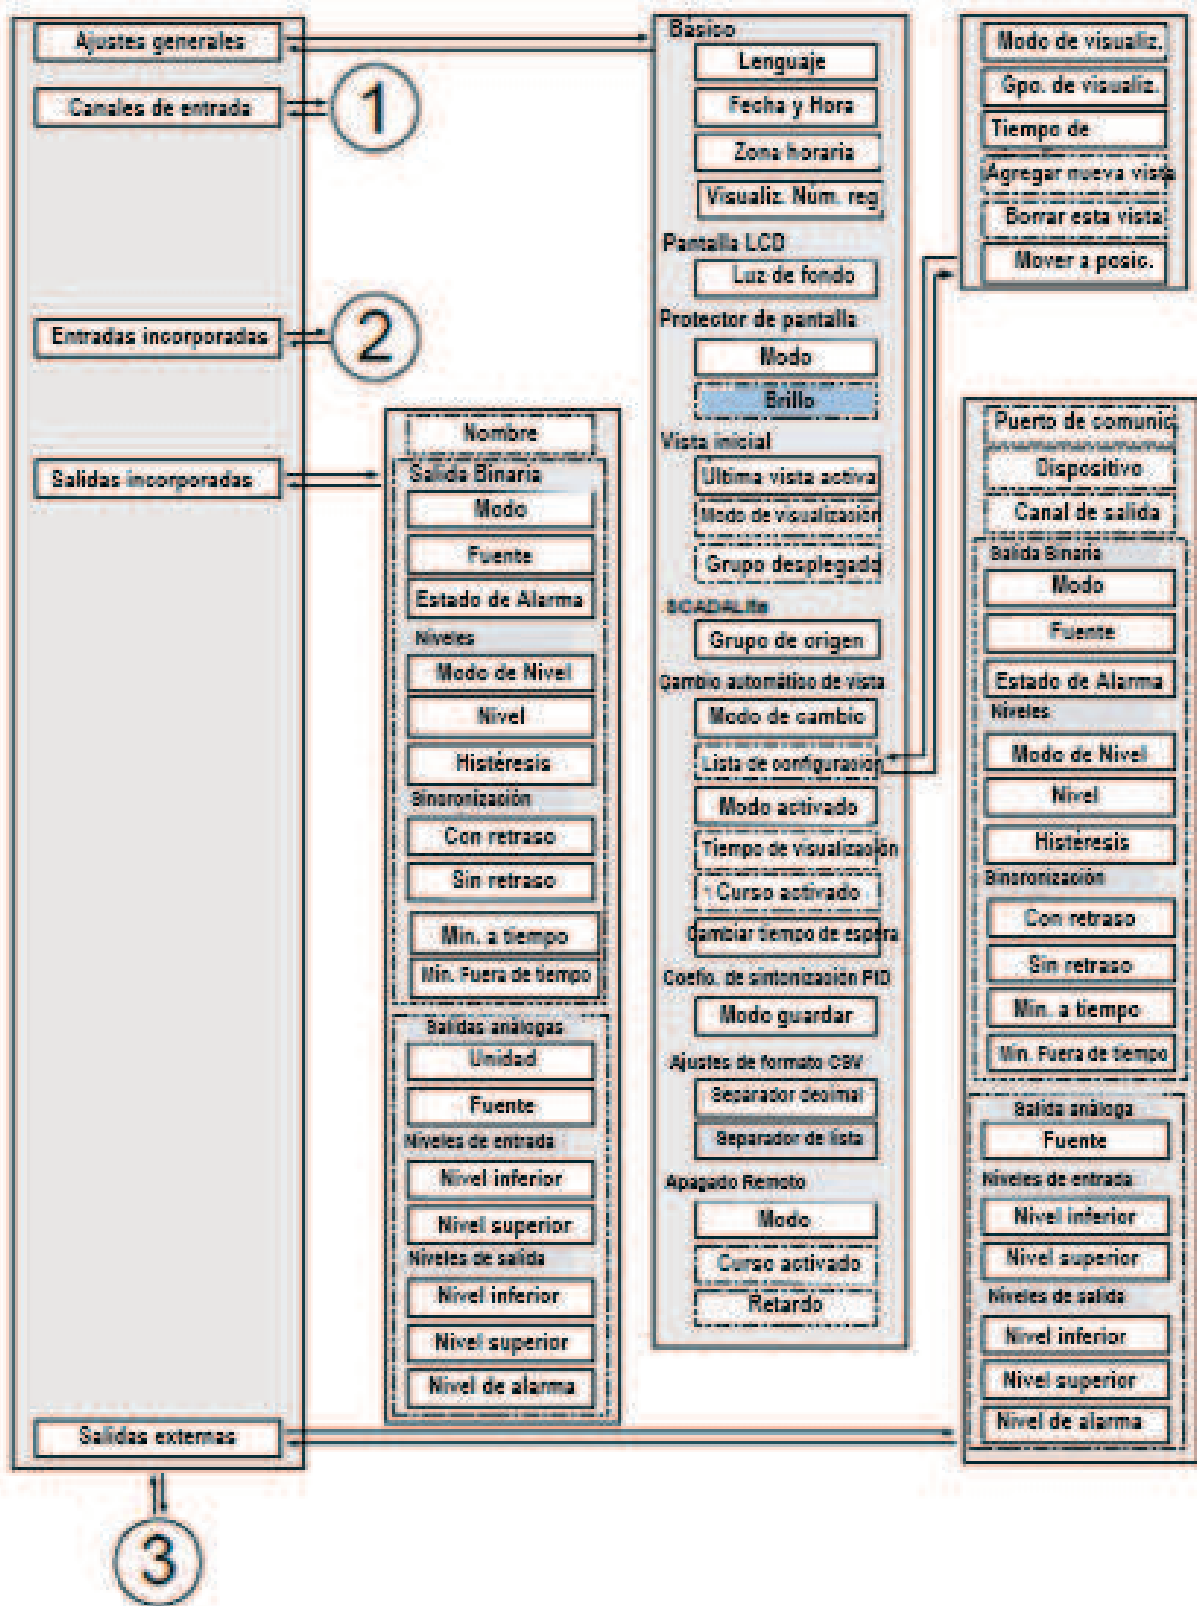 Ajustes generales
Canales de entrada
1
Entradas incorporadas
2
Salidas incorporadas
Salidas externas
3
Nombre
Salida Binaria
Modo
Fuente
Estado de Alarma
Niveles
Modo de Nivel
Nivel
Histéresis
Sincronización
Con retraso
Sin retraso
Min. a tiempo
Min. Fuera de tiempo
Salidas análogas
Unidad
Fuente
Niveles de entrada
Nivel inferior
Nivel superior
Niveles de salida
Nivel inferior
Nivel superior
Nivel de alarma
Básico
Lenguaje
Fecha y Hora
Zona horaria
Visualiz. Núm. reg
Pantalla LCD
Luz de fondo
Protector de pantalla
Modo
Brillo
Vista inicial
Ultima vista activa
Modo de visualización
Grupo desplegado
SCADALite
Grupo de origen
Cambio automático de vista
Modo de cambio
Lista de configuración
Modo activado
Tiempo de visualización
Curso activado
Cambiar tiempo de espera
Coefic. de sintonización PID
Modo guardar
Ajustes de formato CSV
Separador decimal
Separador de lista
Apagado Remoto
Modo
Curso activado
Retardo
Modo de visualiz.
Gpo. de visualiz.
Tiempo de
Agregar nueva vista
Borrar esta vista
Mover a posic.
Puerto de comunic.
Dispositivo
Canal de salida
Salida Binaria
Modo
Fuente
Estado de Alarma
Niveles
Modo de Nivel
Nivel
Histéresis
Sincronización
Con retraso
Sin retraso
Min. a tiempo
Min. Fuera de tiempo
Salida análoga
Fuente
Niveles de entrada
Nivel inferior
Nivel superior
Niveles de salida
Nivel inferior
Nivel superior
Nivel de alarma